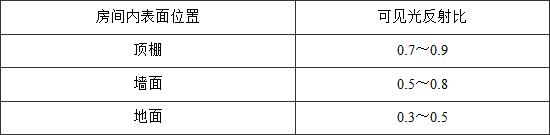 房间内表面位置 可见光反射比
顶棚 0.7～0.9
墙面 0.5～0.8
地面 0.3～0.5